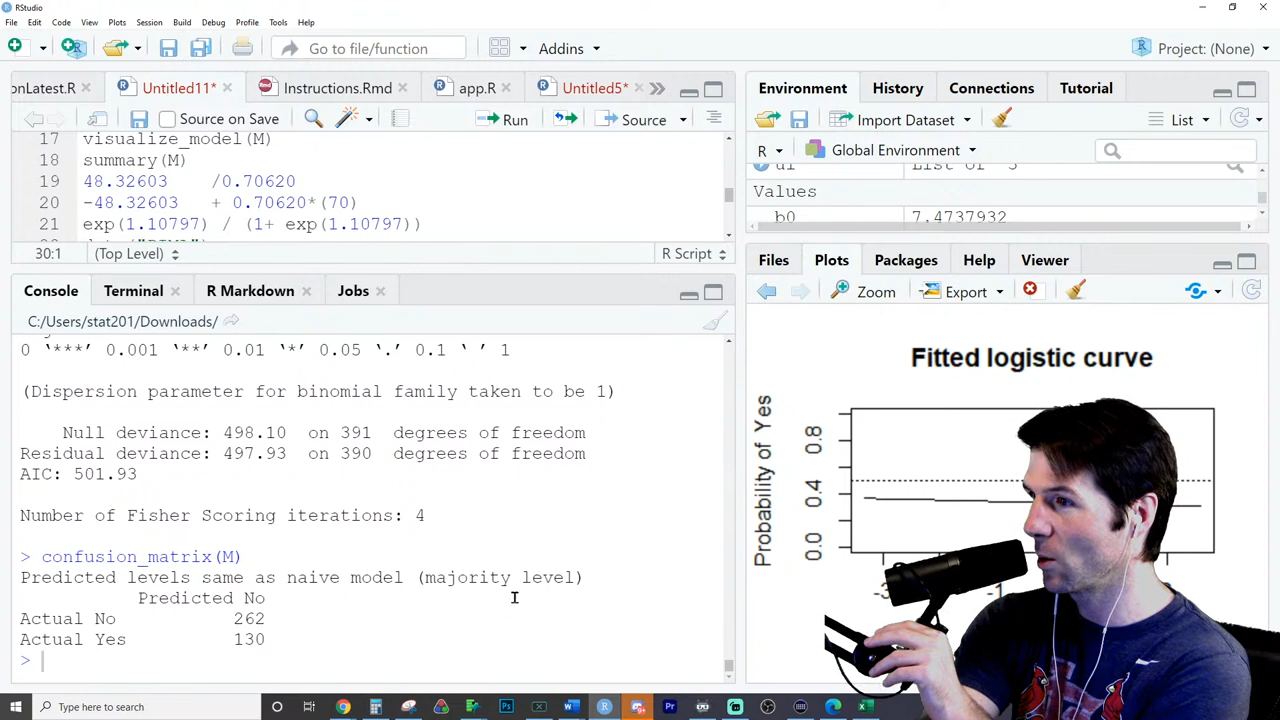 RStudio
File Edit Code View Plots Session Build Debug Profile Tools Help
Go to file/function
Addins
Project: (None)
onLatest.R
Untitled11*
Instructions.Rmd
app.R
Untitled5*
Source on Save
Run
Source
17 visualize_model(M)
18 summary(M)
19 48.32603 /0.70620
20 -48.32603 + 0.70620*(70)
21 exp(1.10797) / (1+ exp(1.10797))
30:1
(Top Level)
R Script
Console
Terminal
R Markdown
Jobs
C:/Users/stat201/Downloads/
0 ‘***’ 0.001 ‘**’ 0.01 ‘*’ 0.05 ‘.’ 0.1 ‘ ’ 1
(Dispersion parameter for binomial family taken to be 1)
Null deviance: 498.10 on 391 degrees of freedom
Residual deviance: 497.93 on 390 degrees of freedom
AIC: 501.93
Number of Fisher Scoring iterations: 4
> confusion_matrix(M)
Predicted levels same as naive model (majority level)
Predicted No
Actual No 262
Actual Yes 130
>
Environment
History
Connections
Tutorial
Import Dataset
List
R
Global Environment
Values
b0 7.4737932
Files
Plots
Packages
Help
Viewer
Zoom
Export
Fitted logistic curve
Probability of Yes
0.8
0.4
0.0
Type here to search